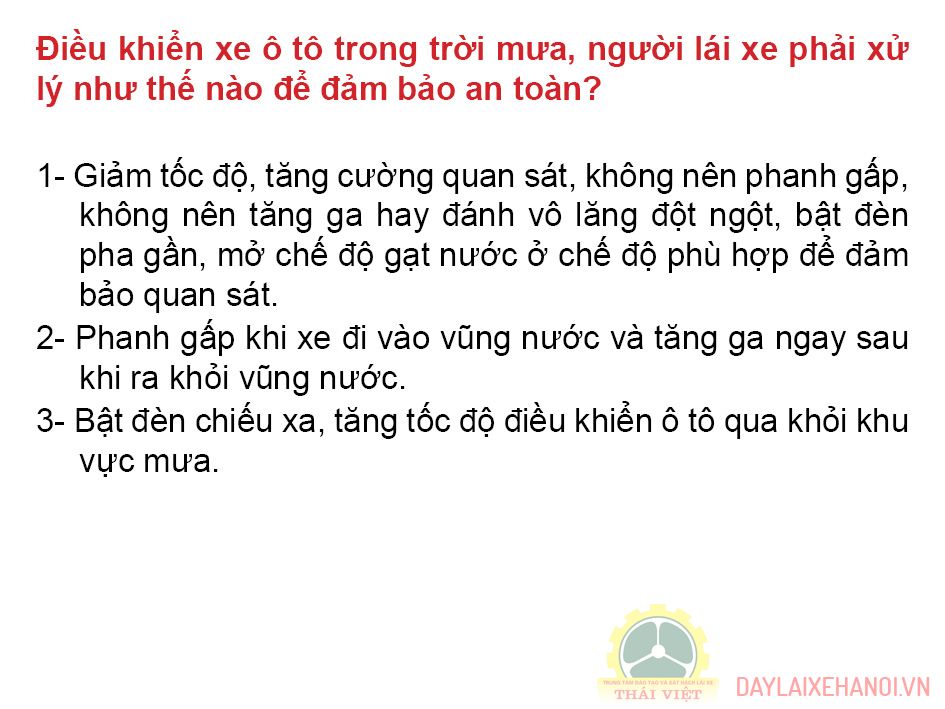 Điều khiển xe ô tô trong trời mưa, người lái xe phải xử
lý như thế nào để đảm bảo an toàn?
1- Giảm tốc độ, tăng cường quan sát, không nên phanh gấp,
không nên tăng ga hay đánh vô lăng đột ngột, bật đèn
pha gần, mở chế độ gạt nước ở chế độ phù hợp để đảm
bảo quan sát.
2- Phanh gấp khi xe đi vào vũng nước và tăng ga ngay sau
khi ra khỏi vũng nước.
3- Bật đèn chiếu xa, tăng tốc độ điều khiển ô tô qua khỏi khu
vực mưa.
TRUNG TÂM ĐÀO TẠO VÀ SÁT HẠCH LÁI XE
THÁI VIỆT
DAYLAIXEHANOI.VN